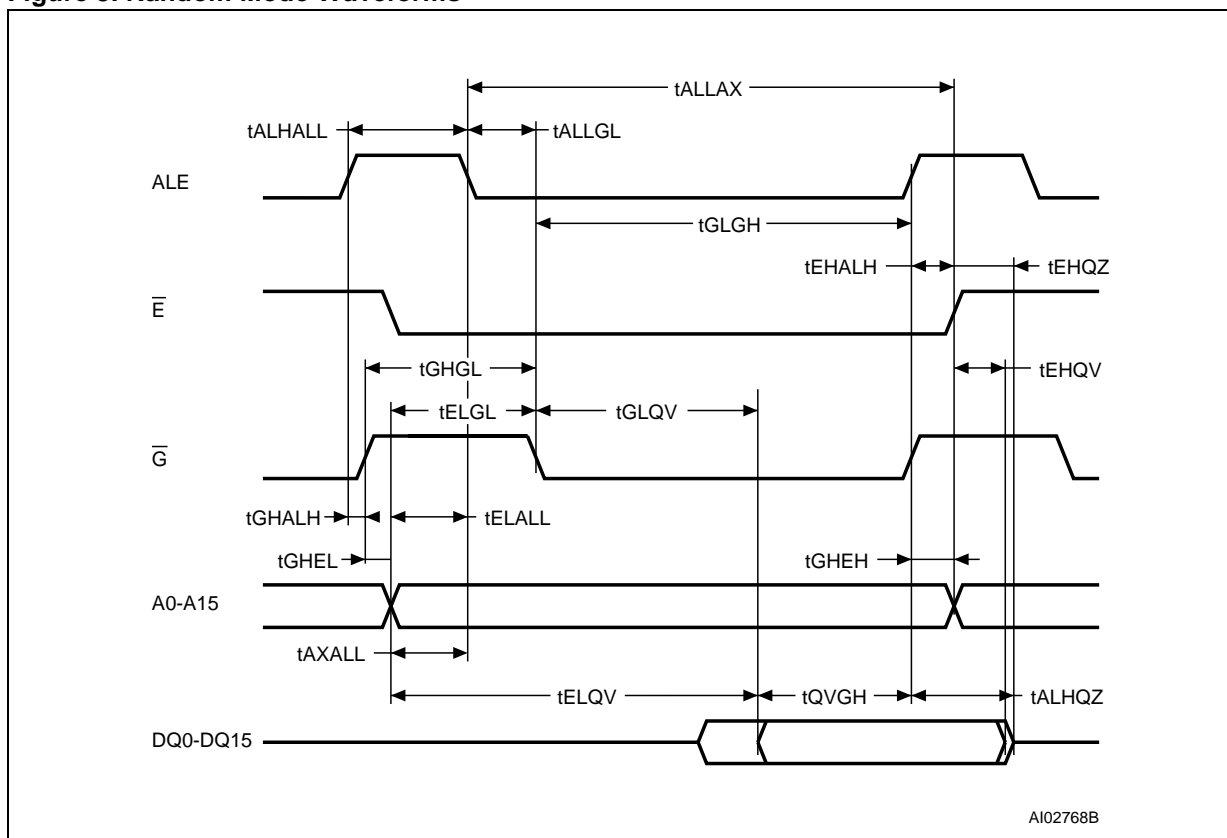 Figure 5. Random Mode Waveforms
tALLAX
tALHALL
tALLGL
ALE
tGLGH
tEHALH
tEHQZ
E
tGHGL
tEHQV
tELGL
tGLQV
G
tGHALH
tELALL
tGHEL
tGHEH
A0-A15
tAXALL
tELQV
tQVGH
tALHQZ
DQ0-DQ15
AI02768B